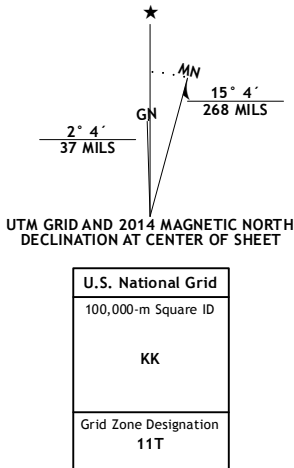 ★
MN
GN
15° 4´
268 MILS
2° 4´
37 MILS
UTM GRID AND 2014 MAGNETIC NORTH
DECLINATION AT CENTER OF SHEET
U.S. National Grid
100,000-m Square ID
KK
Grid Zone Designation
11T